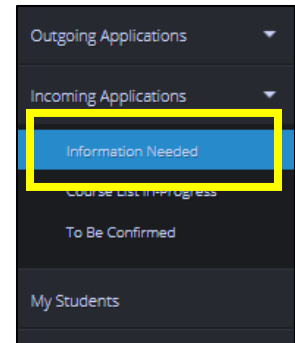 Outgoing Applications
Incoming Applications
Information Needed
Course List In-Progress
To Be Confirmed
My Students